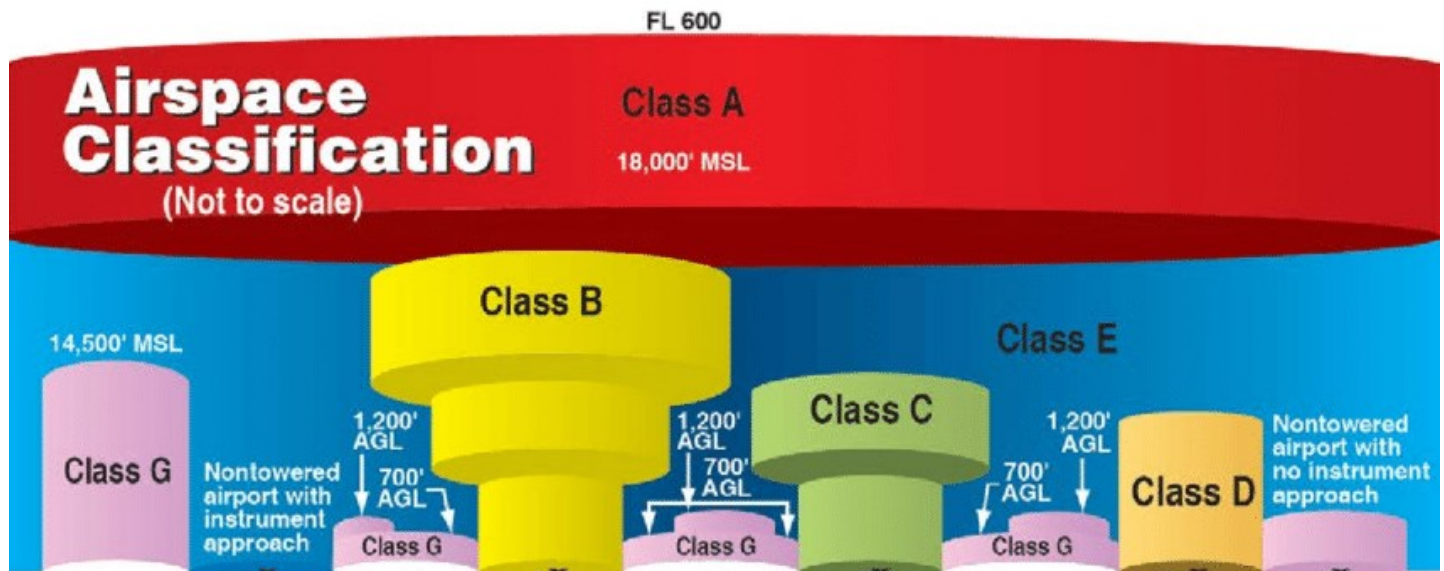 FL 600
Airspace
Classification
(Not to scale)
Class A
18,000' MSL
Class B
14,500' MSL
Class E
Class G
Nontowered
airport with
instrument
approach
1,200'
AGL
700'
AGL
Class G
1,200'
AGL
700'
AGL
Class G
Class C
1,200'
AGL
700'
AGL
Class G
Class D
Nontowered
airport with
no instrument
approach